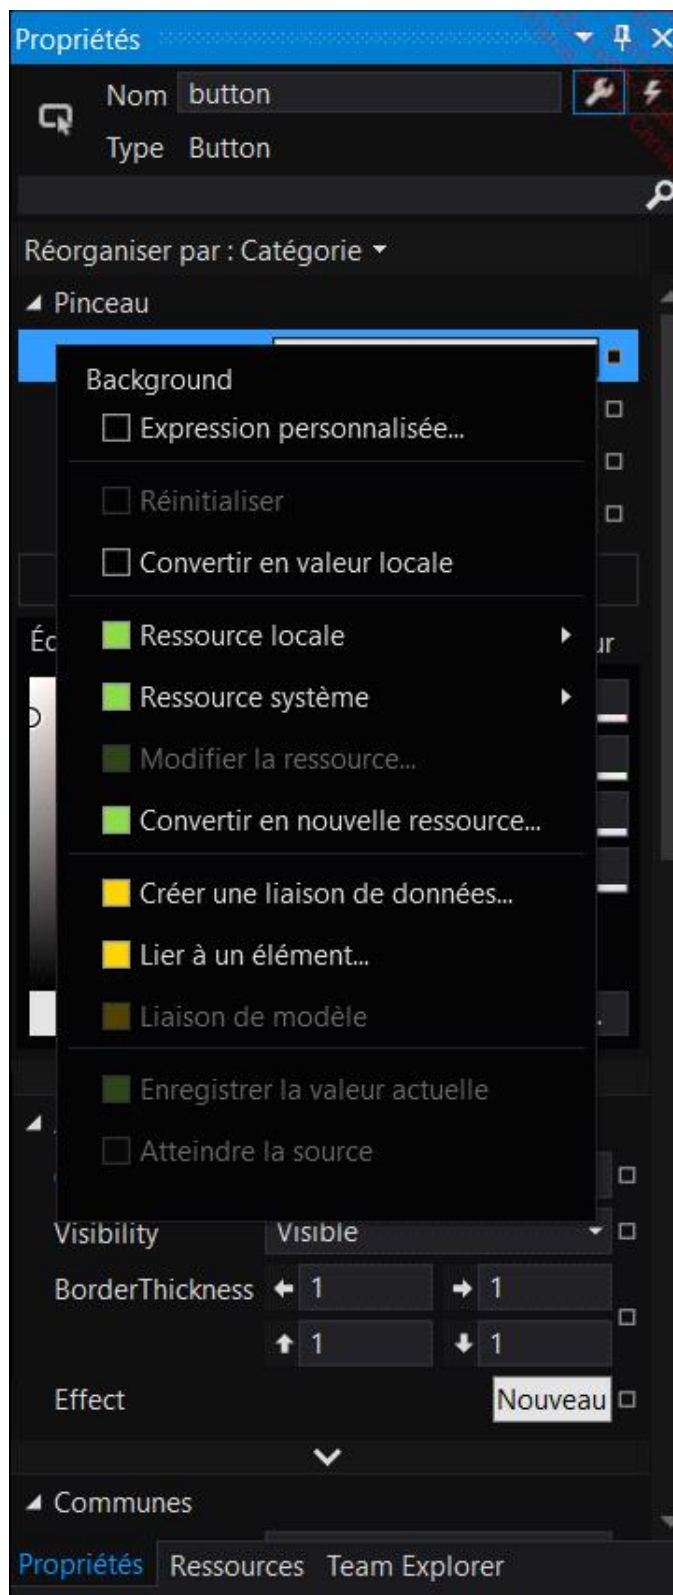 Propriétés
Nom button
Type Button
Réorganiser par : Catégorie
Pinceau
Background
Expression personnalisée...
Réinitialiser
Convertir en valeur locale
Ressource locale
Ressource système
Modifier la ressource...
Convertir en nouvelle ressource...
Créer une liaison de données...
Lier à un élément...
Liaison de modèle
Enregistrer la valeur actuelle
Atteindre la source
Visibility Visible
BorderThickness 1 1
1 1
Effect Nouveau
Communes
Propriétés Ressources Team Explorer